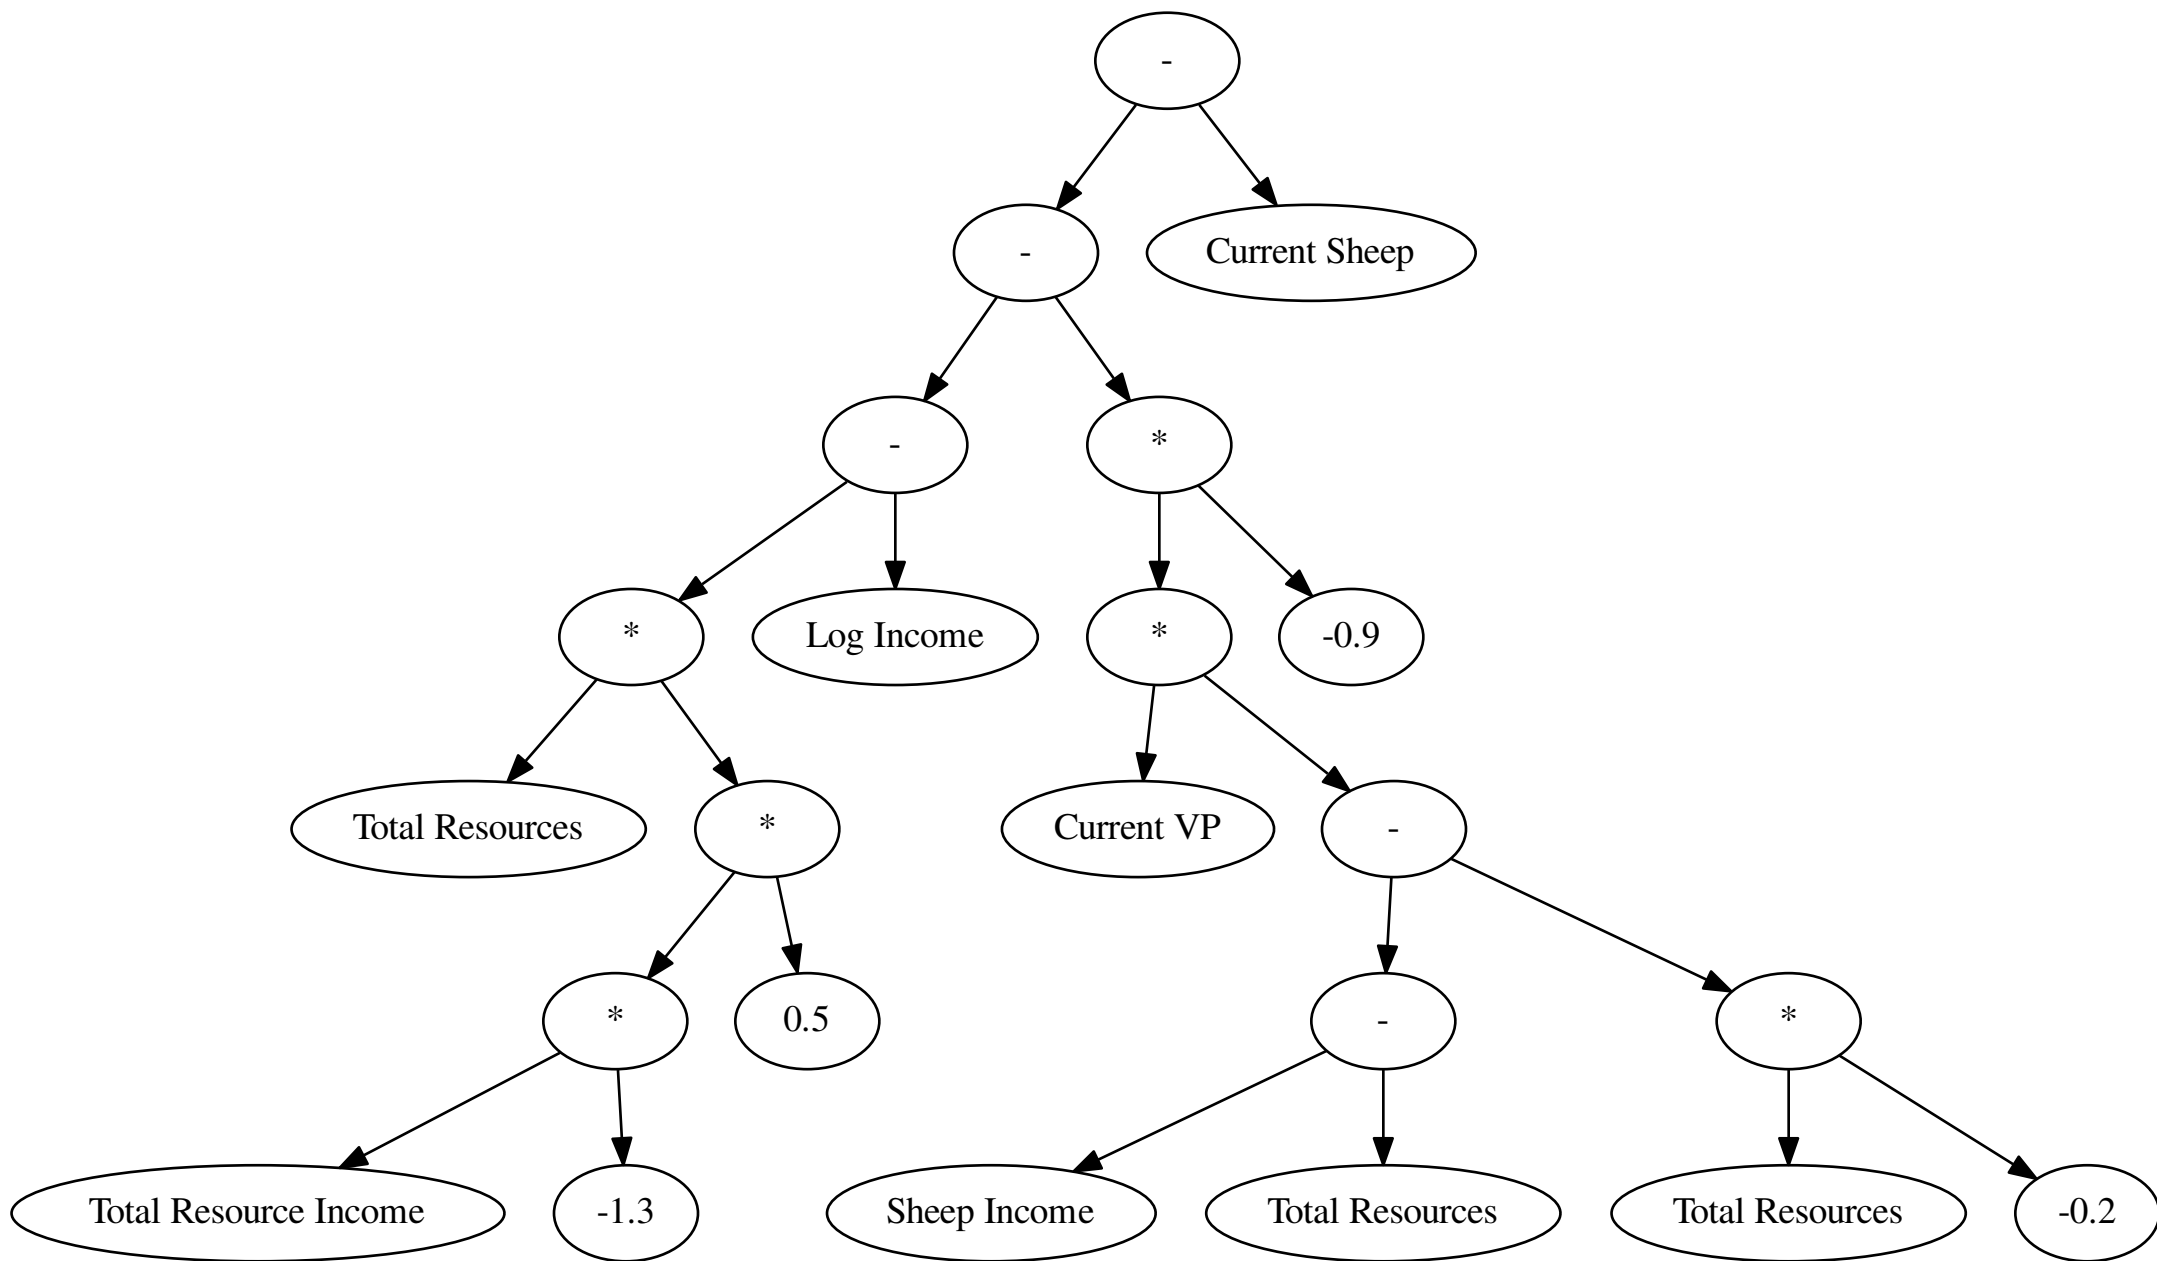 -
-
Current Sheep
-
*
*
Log Income
*
-0.9
Total Resources
*
Current VP
-
*
0.5
-
*
Total Resource Income
-1.3
Sheep Income
Total Resources
Total Resources
-0.2